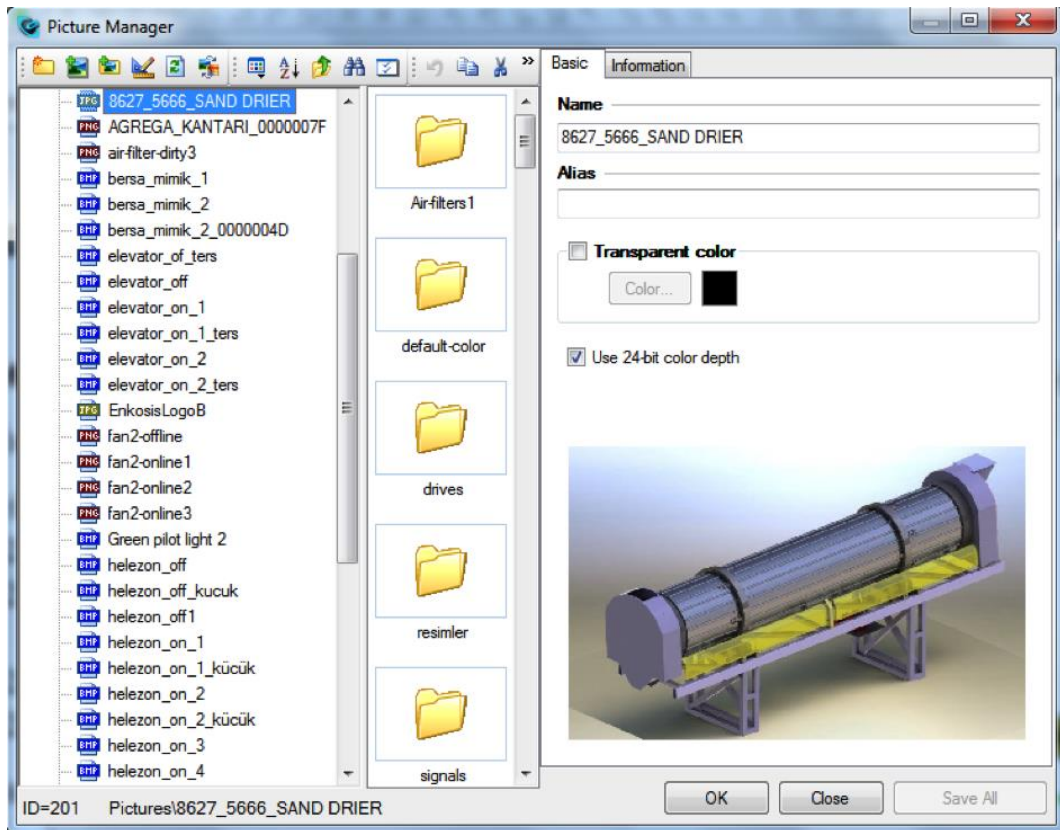 Picture Manager
Basic
Information
8627_5666_SAND DRIER
AGREGA_KANTARI_0000007F
air-filter-dirty3
bersa_mimik_1
bersa_mimik_2
bersa_mimik_2_0000004D
elevator_of_ters
elevator_off
elevator_on_1
elevator_on_1_ters
elevator_on_2
elevator_on_2_ters
EnkosisLogoB
fan2-offline
fan2-online1
fan2-online2
fan2-online3
Green pilot light 2
helezon_off
helezon_off_kucuk
helezon_off1
helezon_on_1
helezon_on_1_kücük
helezon_on_2
helezon_on_2_kücük
helezon_on_3
helezon_on_4
Air-filters1
default-color
drives
resimler
signals
Name
8627_5666_SAND DRIER
Alias
Transparent color
Color...
Use 24-bit color depth
OK
Close
Save All
ID=201 Pictures\8627_5666_SAND DRIER